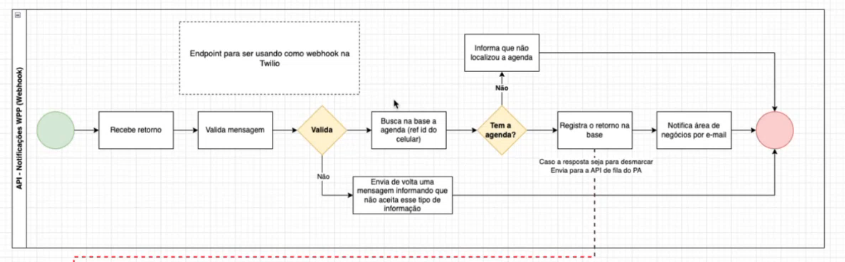 API - Notificações WPP (Webhook)
Endpoint para ser usando como webhook na
Twilio
Informa que não
localizou a agenda
Não
Recebe retorno
Valida mensagem
Valida
Busca na base a
agenda (ref id do
celular)
Tem a
agenda?
Registra o retorno na
base
Notifica área de
negócios por e-mail
Caso a resposta seja para desmarcar
Envia para a API de fila do PA
Não
Envia de volta uma
mensagem informando que
não aceita esse tipo de
informação